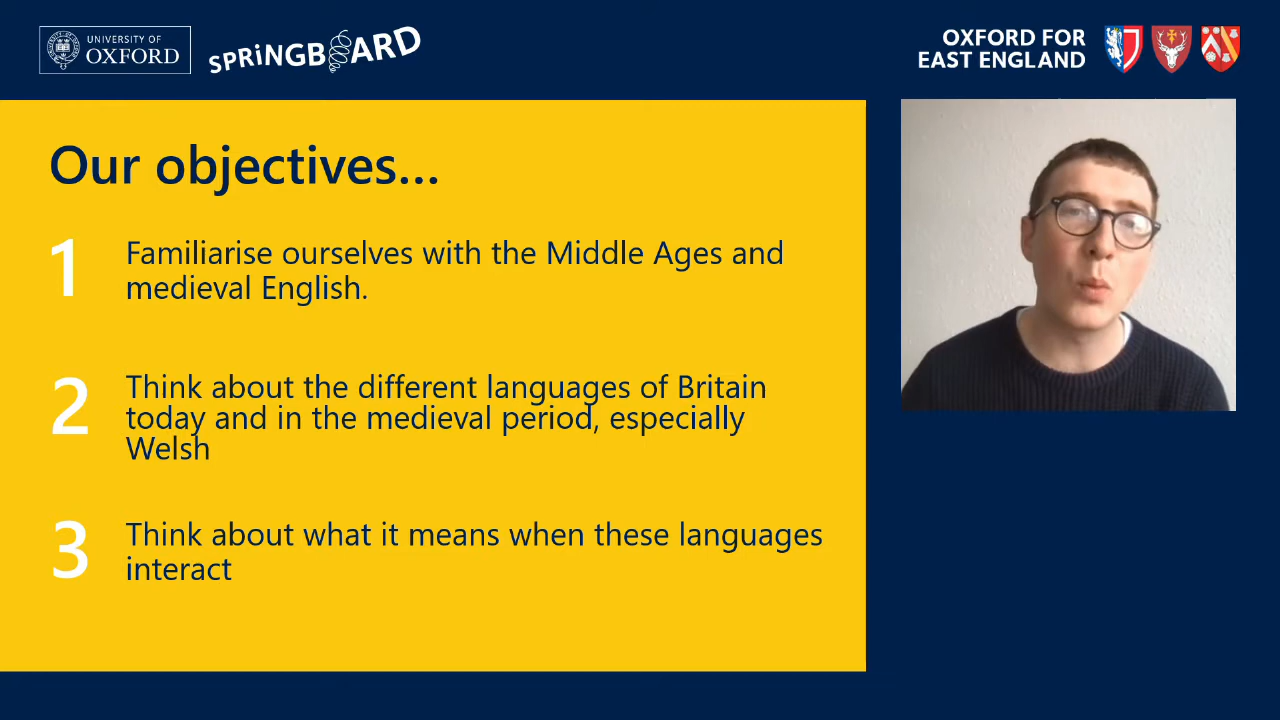 UNIVERSITY OF
OXFORD
SPRiNGBOARD
OXFORD FOR
EAST ENGLAND
Our objectives...
1
Familiarise ourselves with the Middle Ages and
medieval English.
2
Think about the different languages of Britain
today and in the medieval period, especially
Welsh
3
Think about what it means when these languages
interact